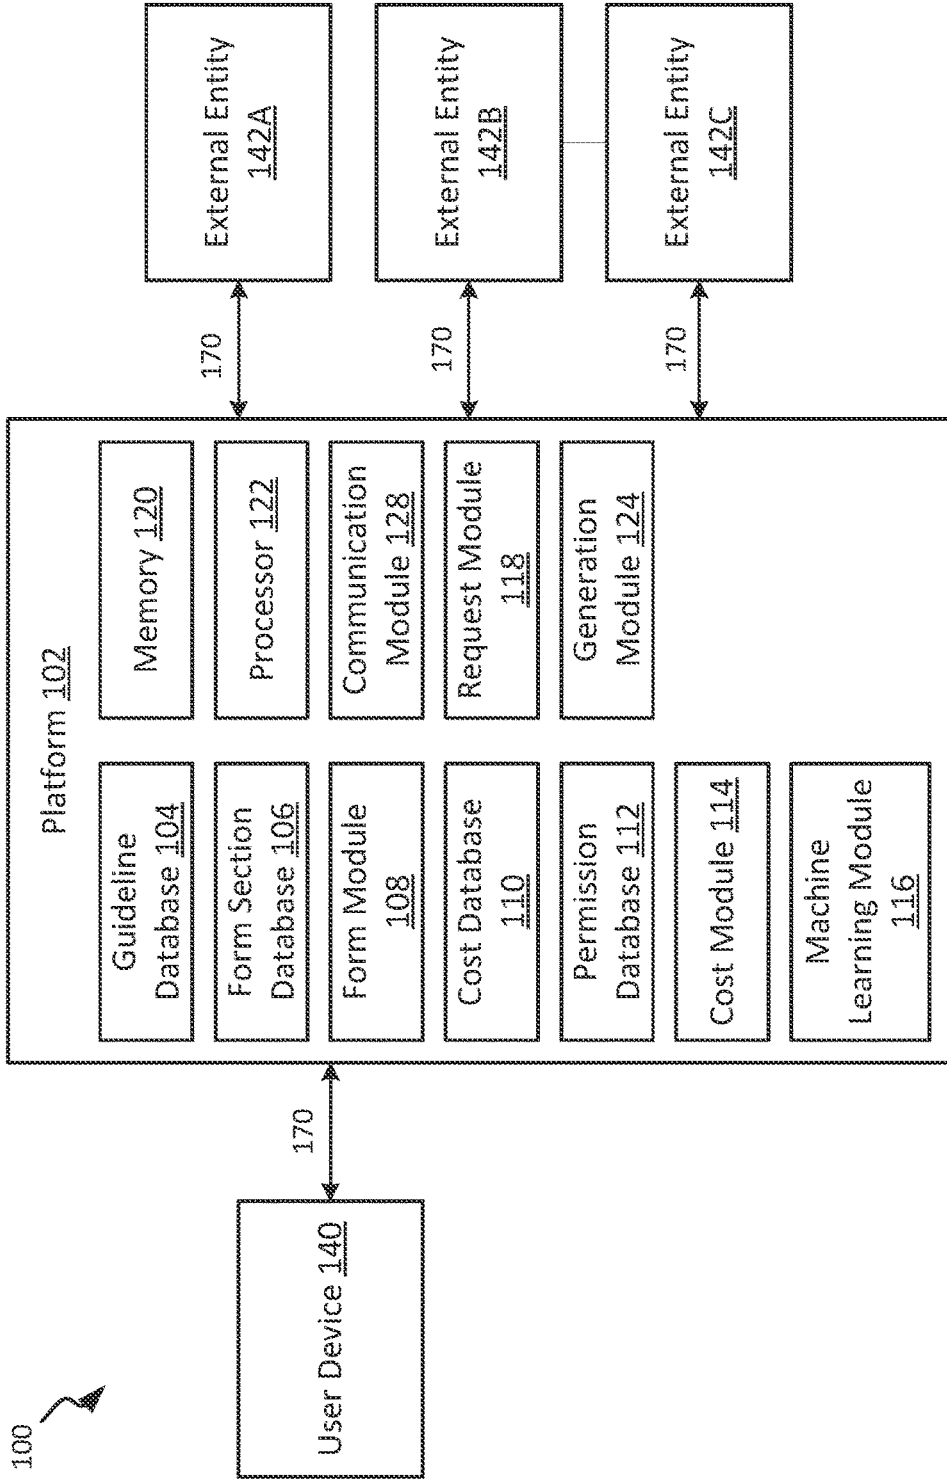 100
User Device 140
170
Platform 102
Guideline
Database 104
Form Section
Database 106
Form Module
108
Cost Database
110
Permission
Database 112
Cost Module 114
Machine
Learning Module
116
Memory 120
Processor 122
Communication
Module 128
Request Module
118
Generation
Module 124
170
170
170
External Entity
142A
External Entity
142B
External Entity
142C